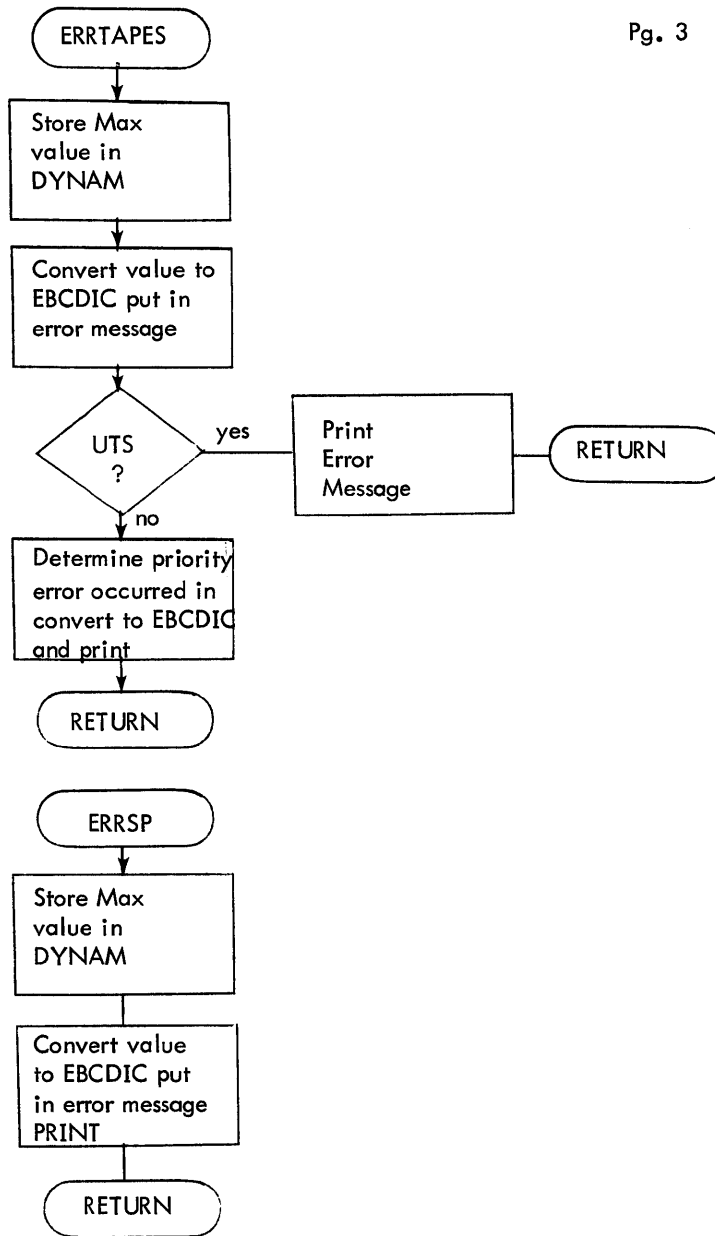 Pg. 3
ERRTAPES
Store Max
value in
DYNAM
Convert value to
EBCDIC put in
error message
UTS
?
yes
Print
Error
Message
RETURN
no
Determine priority
error occurred in
convert to EBCDIC
and print
RETURN
ERRSP
Store Max
value in
DYNAM
Convert value
to EBCDIC put
in error message
PRINT
RETURN